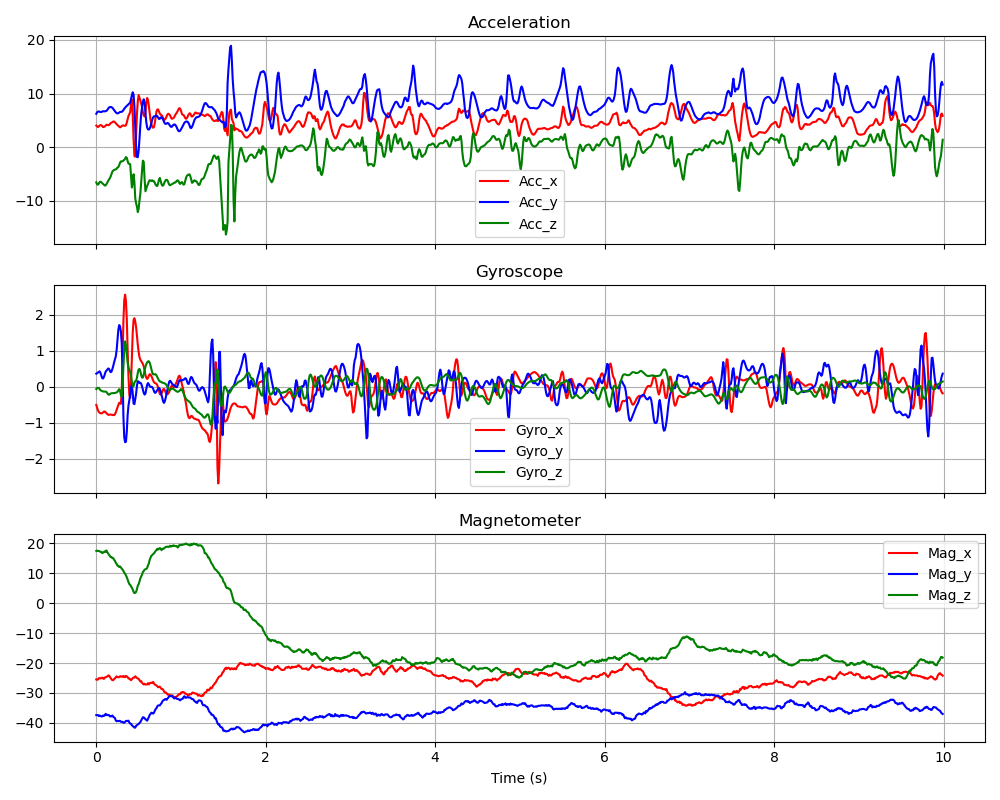 Acceleration
20
10
0
−10
Acc_x
Acc_y
Acc_z
Gyroscope
2
1
0
−1
−2
Gyro_x
Gyro_y
Gyro_z
Magnetometer
20
10
0
−10
−20
−30
−40
Mag_x
Mag_y
Mag_z
0 2 4 6 8 10
Time (s)